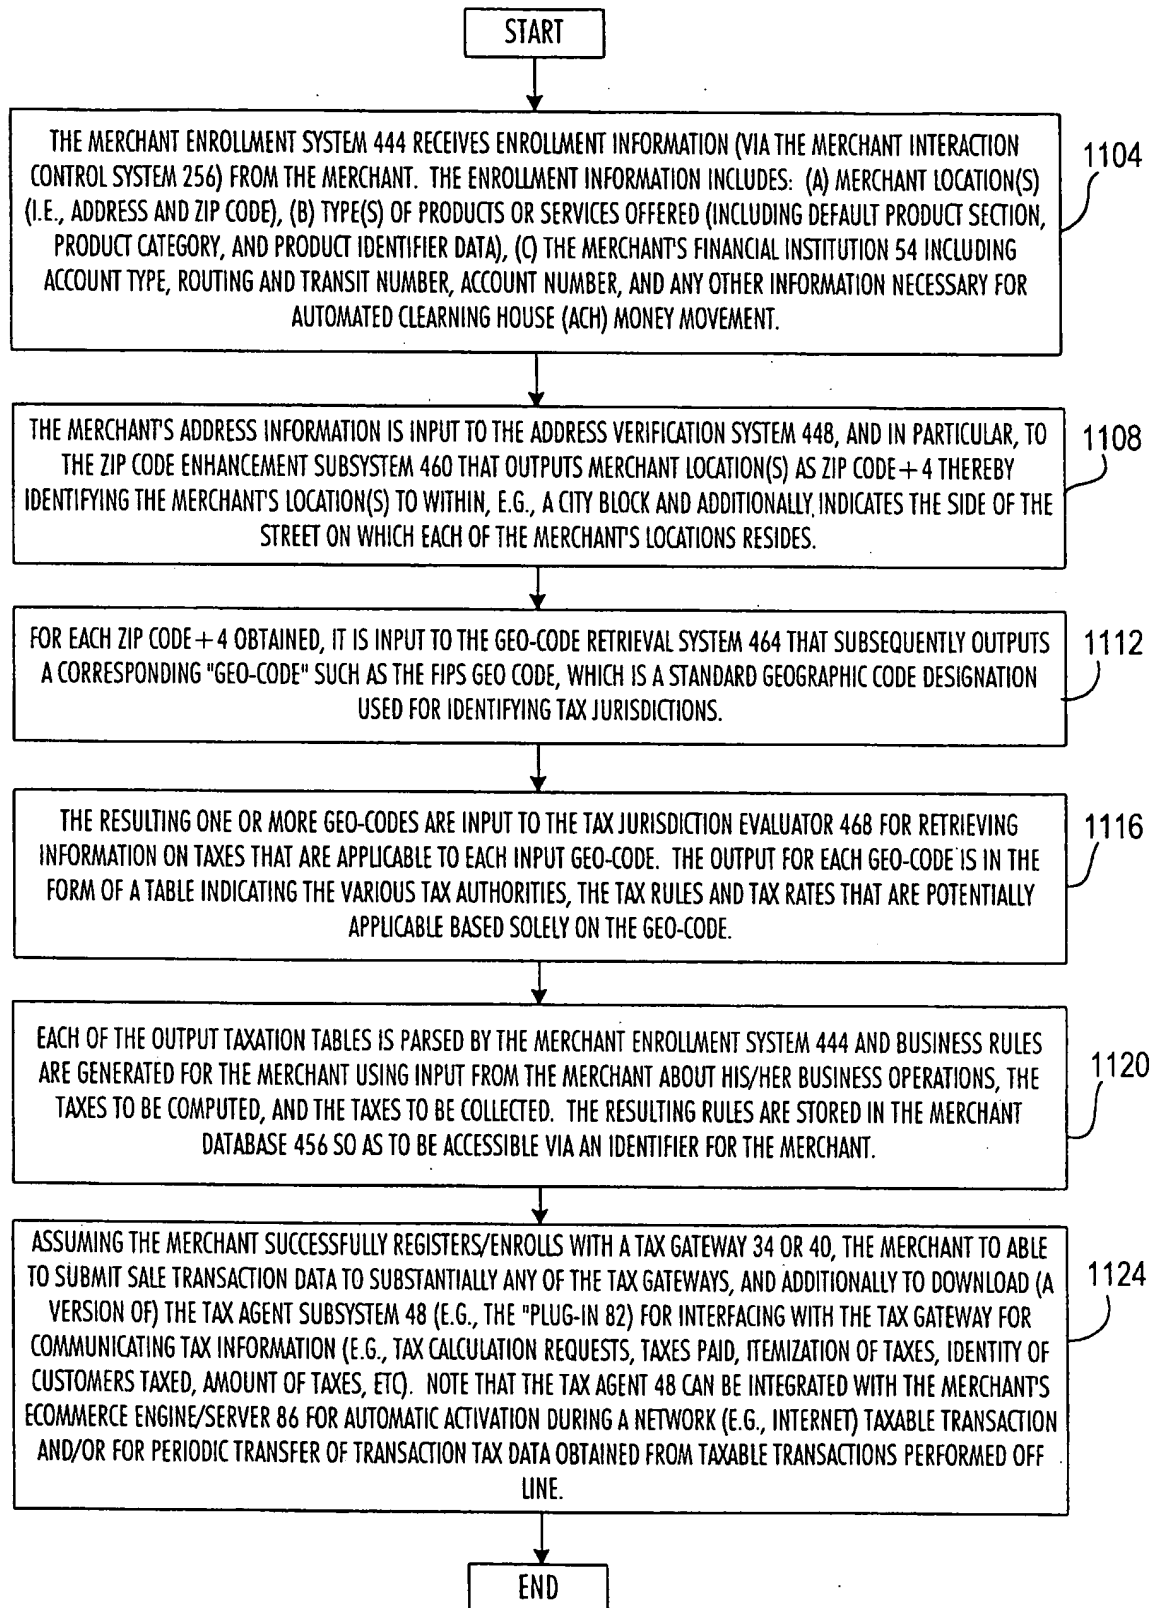 START
THE MERCHANT ENROLLMENT SYSTEM 444 RECEIVES ENROLLMENT INFORMATION (VIA THE MERCHANT INTERACTION
CONTROL SYSTEM 256) FROM THE MERCHANT. THE ENROLLMENT INFORMATION INCLUDES: (A) MERCHANT LOCATION(S)
(I.E., ADDRESS AND ZIP CODE), (B) TYPE(S) OF PRODUCTS OR SERVICES OFFERED (INCLUDING DEFAULT PRODUCT SECTION,
PRODUCT CATEGORY, AND PRODUCT IDENTIFIER DATA), (C) THE MERCHANT'S FINANCIAL INSTITUTION 54 INCLUDING
ACCOUNT TYPE, ROUTING AND TRANSIT NUMBER, ACCOUNT NUMBER, AND ANY OTHER INFORMATION NECESSARY FOR
AUTOMATED CLEARNING HOUSE (ACH) MONEY MOVEMENT.
1104
THE MERCHANT'S ADDRESS INFORMATION IS INPUT TO THE ADDRESS VERIFICATION SYSTEM 448, AND IN PARTICULAR, TO
THE ZIP CODE ENHANCEMENT SUBSYSTEM 460 THAT OUTPUTS MERCHANT LOCATION(S) AS ZIP CODE+4 THEREBY
IDENTIFYING THE MERCHANT'S LOCATION(S) TO WITHIN, E.G., A CITY BLOCK AND ADDITIONALLY INDICATES THE SIDE OF THE
STREET ON WHICH EACH OF THE MERCHANT'S LOCATIONS RESIDES.
1108
FOR EACH ZIP CODE+4 OBTAINED, IT IS INPUT TO THE GEO-CODE RETRIEVAL SYSTEM 464 THAT SUBSEQUENTLY OUTPUTS
A CORRESPONDING "GEO-CODE" SUCH AS THE FIPS GEO CODE, WHICH IS A STANDARD GEOGRAPHIC CODE DESIGNATION
USED FOR IDENTIFYING TAX JURISDICTIONS.
1112
THE RESULTING ONE OR MORE GEO-CODES ARE INPUT TO THE TAX JURISDICTION EVALUATOR 468 FOR RETRIEVING
INFORMATION ON TAXES THAT ARE APPLICABLE TO EACH INPUT GEO-CODE. THE OUTPUT FOR EACH GEO-CODE IS IN THE
FORM OF A TABLE INDICATING THE VARIOUS TAX AUTHORITIES, THE TAX RULES AND TAX RATES THAT ARE POTENTIALLY
APPLICABLE BASED SOLELY ON THE GEO-CODE.
1116
EACH OF THE OUTPUT TAXATION TABLES IS PARSED BY THE MERCHANT ENROLLMENT SYSTEM 444 AND BUSINESS RULES
ARE GENERATED FOR THE MERCHANT USING INPUT FROM THE MERCHANT ABOUT HIS/HER BUSINESS OPERATIONS, THE
TAXES TO BE COMPUTED, AND THE TAXES TO BE COLLECTED. THE RESULTING RULES ARE STORED IN THE MERCHANT
DATABASE 456 SO AS TO BE ACCESSIBLE VIA AN IDENTIFIER FOR THE MERCHANT.
1120
ASSUMING THE MERCHANT SUCCESSFULLY REGISTERS/ENROLLS WITH A TAX GATEWAY 34 OR 40, THE MERCHANT TO ABLE
TO SUBMIT SALE TRANSACTION DATA TO SUBSTANTIALLY ANY OF THE TAX GATEWAYS, AND ADDITIONALLY TO DOWNLOAD (A
VERSION OF) THE TAX AGENT SUBSYSTEM 48 (E.G., THE "PLUG-IN 82) FOR INTERFACING WITH THE TAX GATEWAY FOR
COMMUNICATING TAX INFORMATION (E.G., TAX CALCULATION REQUESTS, TAXES PAID, ITEMIZATION OF TAXES, IDENTITY OF
CUSTOMERS TAXED, AMOUNT OF TAXES, ETC). NOTE THAT THE TAX AGENT 48 CAN BE INTEGRATED WITH THE MERCHANT'S
ECOMMERCE ENGINE/SERVER 86 FOR AUTOMATIC ACTIVATION DURING A NETWORK (E.G., INTERNET) TAXABLE TRANSACTION
AND/OR FOR PERIODIC TRANSFER OF TRANSACTION TAX DATA OBTAINED FROM TAXABLE TRANSACTIONS PERFORMED OFF
LINE.
1124
END